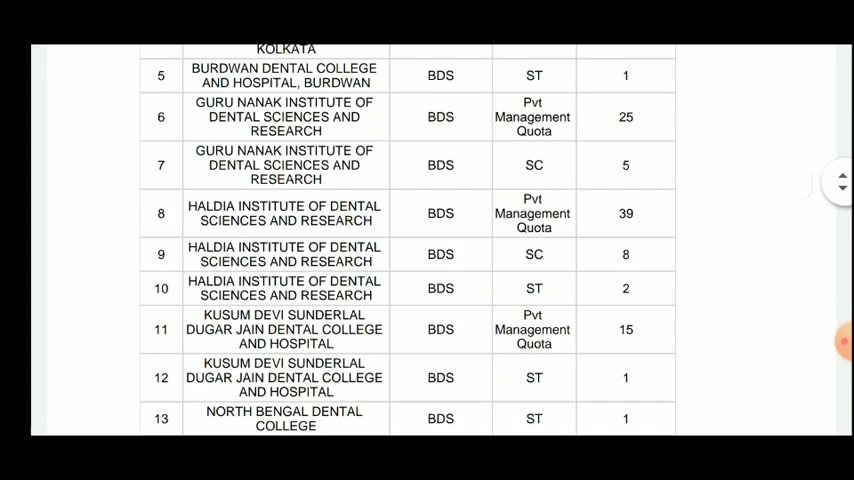 KOLKATA
5 BURDWAN DENTAL COLLEGE AND HOSPITAL, BURDWAN BDS ST 1
6 GURU NANAK INSTITUTE OF DENTAL SCIENCES AND RESEARCH BDS Pvt Management Quota 25
7 GURU NANAK INSTITUTE OF DENTAL SCIENCES AND RESEARCH BDS SC 5
8 HALDIA INSTITUTE OF DENTAL SCIENCES AND RESEARCH BDS Pvt Management Quota 39
9 HALDIA INSTITUTE OF DENTAL SCIENCES AND RESEARCH BDS SC 8
10 HALDIA INSTITUTE OF DENTAL SCIENCES AND RESEARCH BDS ST 2
11 KUSUM DEVI SUNDERLAL DUGAR JAIN DENTAL COLLEGE AND HOSPITAL BDS Pvt Management Quota 15
12 KUSUM DEVI SUNDERLAL DUGAR JAIN DENTAL COLLEGE AND HOSPITAL BDS ST 1
13 NORTH BENGAL DENTAL COLLEGE BDS ST 1